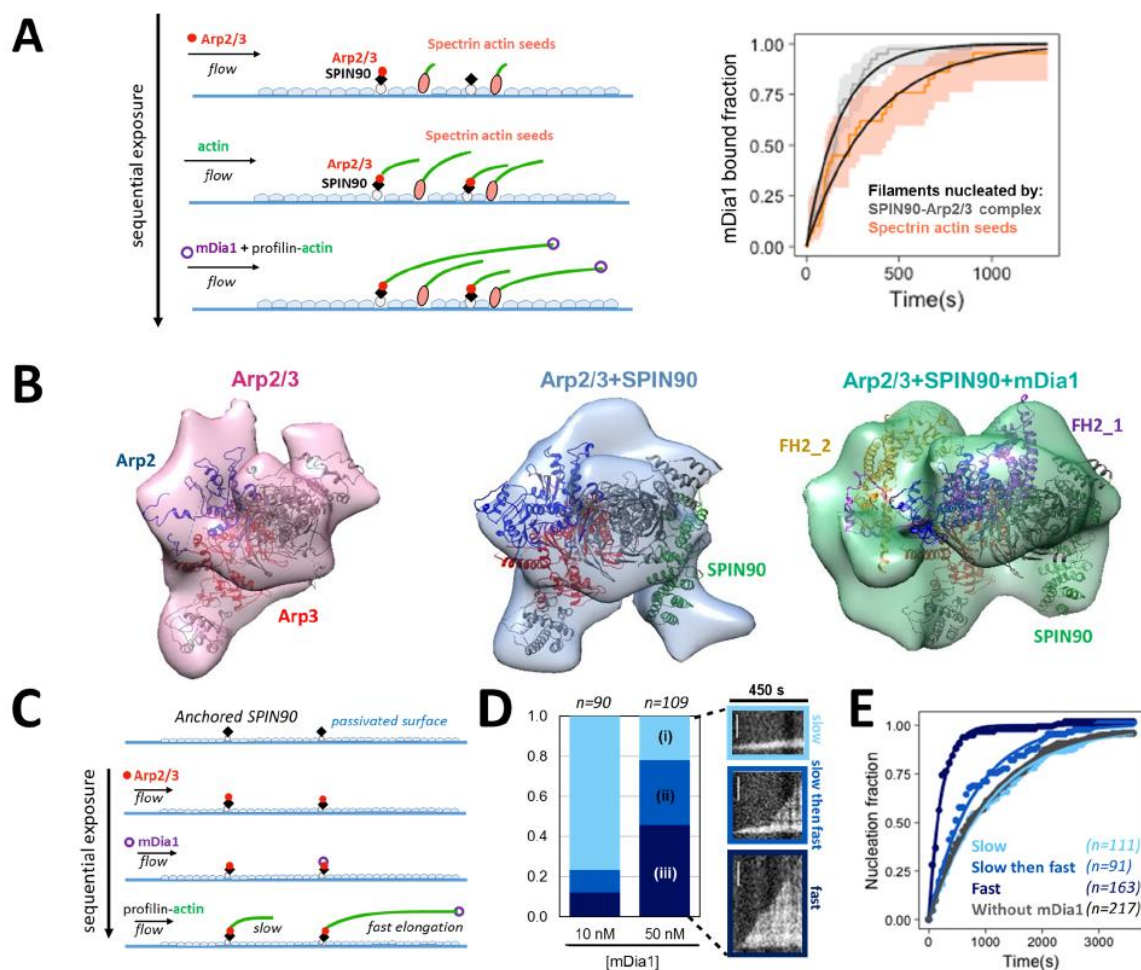 A
sequential exposure
Arp2/3
flow
Arp2/3
SPIN90
Spectrin actin seeds
actin
flow
Arp2/3
SPIN90
Spectrin actin seeds
mDia1 + profilin-actin
flow
mDia1 bound fraction
1.00
0.75
0.50
0.25
0.00
Filaments nucleated by:
SPIN90-Arp2/3 complex
Spectrin actin seeds
0 500 1000
Time(s)
B
Arp2/3
Arp2
Arp3
Arp2/3+SPIN90
SPIN90
Arp2/3+SPIN90+mDia1
FH2_2
FH2_1
SPIN90
C
Anchored SPIN90 passivated surface
sequential exposure
Arp2/3
flow
mDia1
flow
profilin-actin
flow
slow
fast elongation
D
n=90 n=109
1.0
0.8
0.6
0.4
0.2
0.0
(i)
(ii)
(iii)
10 nM 50 nM
[mDia1]
450 s
slow
slow then fast
fast
E
Nucleation fraction
1.00
0.75
0.50
0.25
0.00
Slow (n=111)
Slow then fast (n=91)
Fast (n=163)
Without mDia1 (n=217)
0 1000 2000 3000
Time(s)